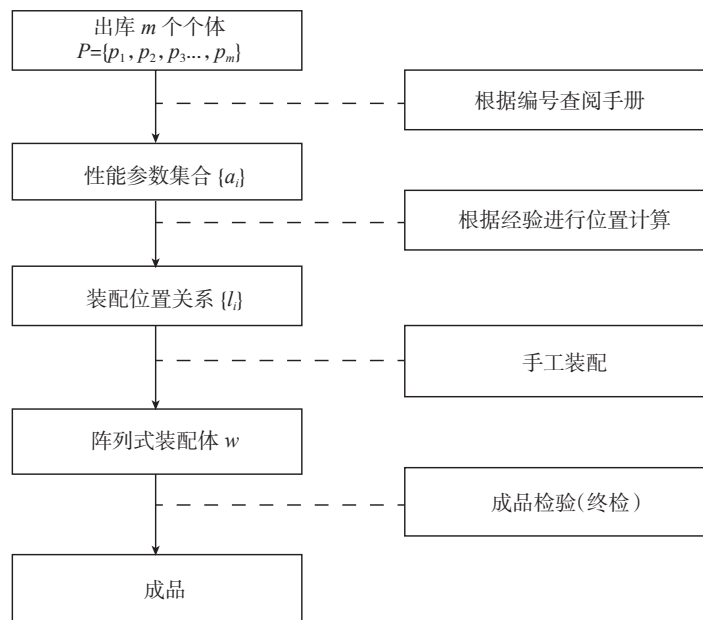 出库 m 个个体
P={p₁, p₂, p₃..., pₘ}
根据编号查阅手册
性能参数集合 {aᵢ}
根据经验进行位置计算
装配位置关系 {lᵢ}
手工装配
阵列式装配体 w
成品检验(终检)
成品